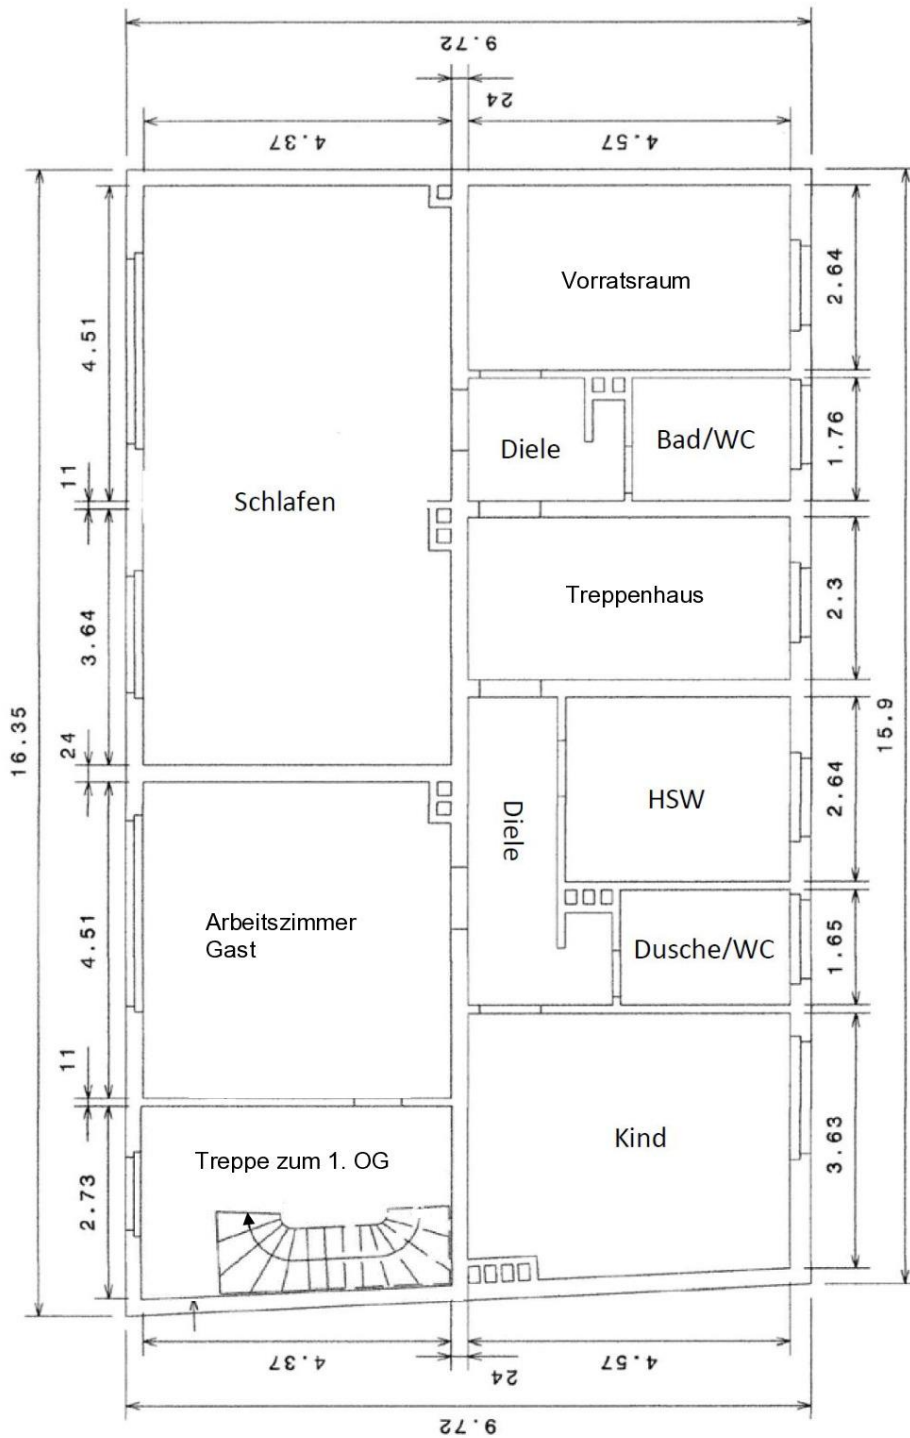 9.72
24
4.37
4.57
16.35
15.9
4.51
11
3.64
24
4.51
11
2.73
2.64
1.76
2.3
2.64
1.65
3.63
Vorratsraum
Diele
Bad/WC
Schlafen
Treppenhaus
HSW
Diele
Arbeitszimmer
Gast
Dusche/WC
Kind
Treppe zum 1. OG
4.37
24
4.57
9.72